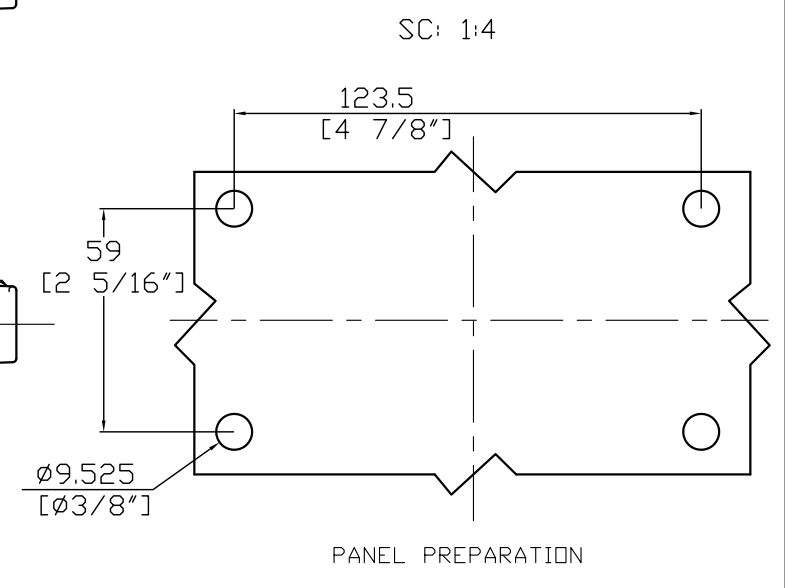 SC: 1:4
123.5
[4 7/8"]
59
[2 5/16"]
Ø9.525
[Ø3/8"]
PANEL PREPARATION